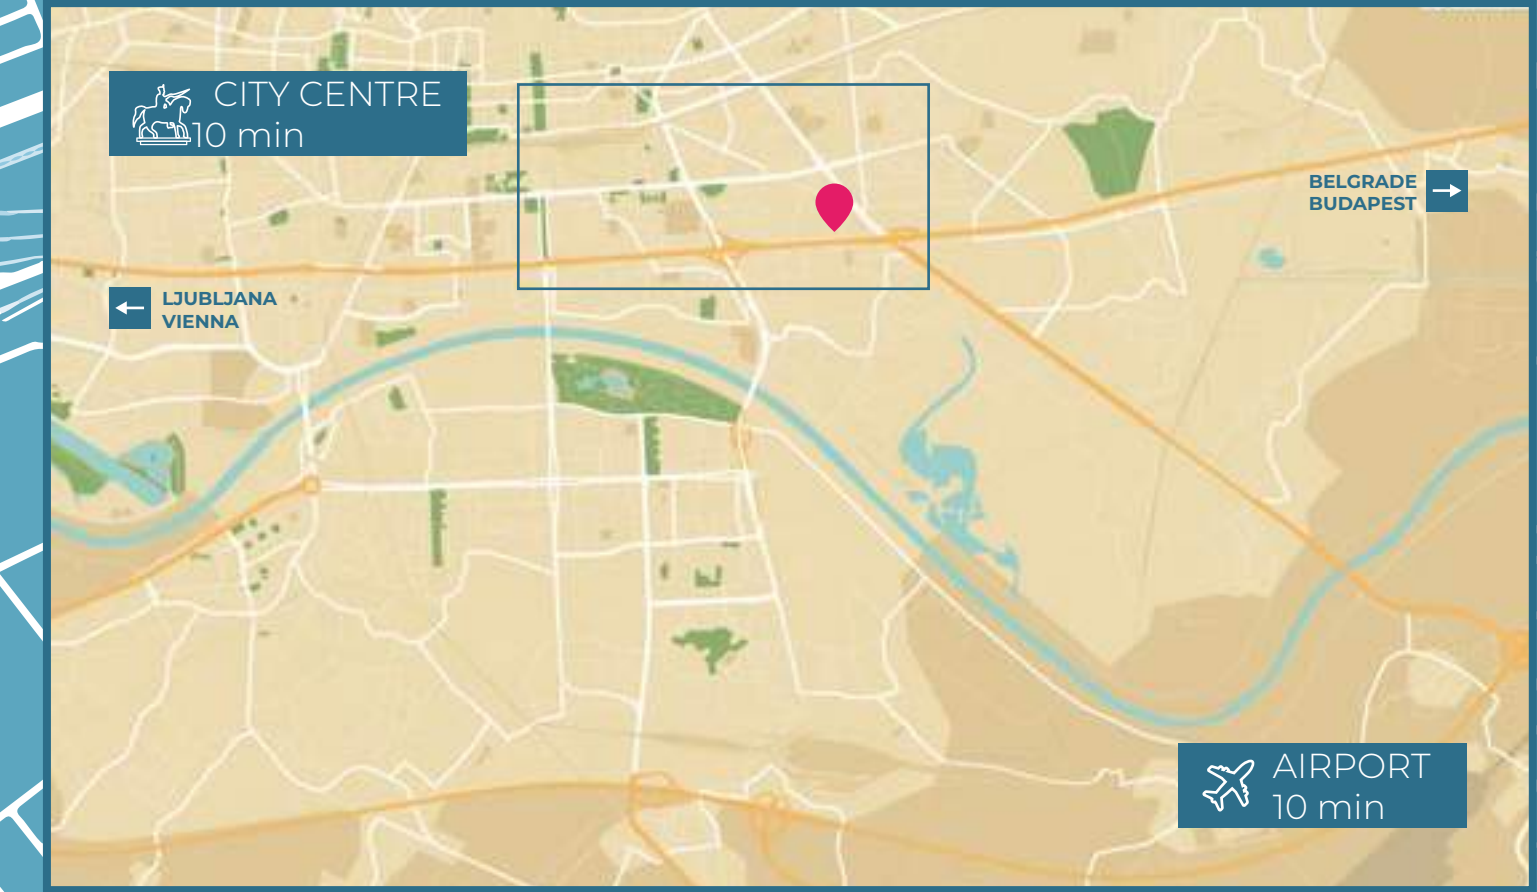 CITY CENTRE
10 min
BELGRADE
BUDAPEST
LJUBLJANA
VIENNA
AIRPORT
10 min